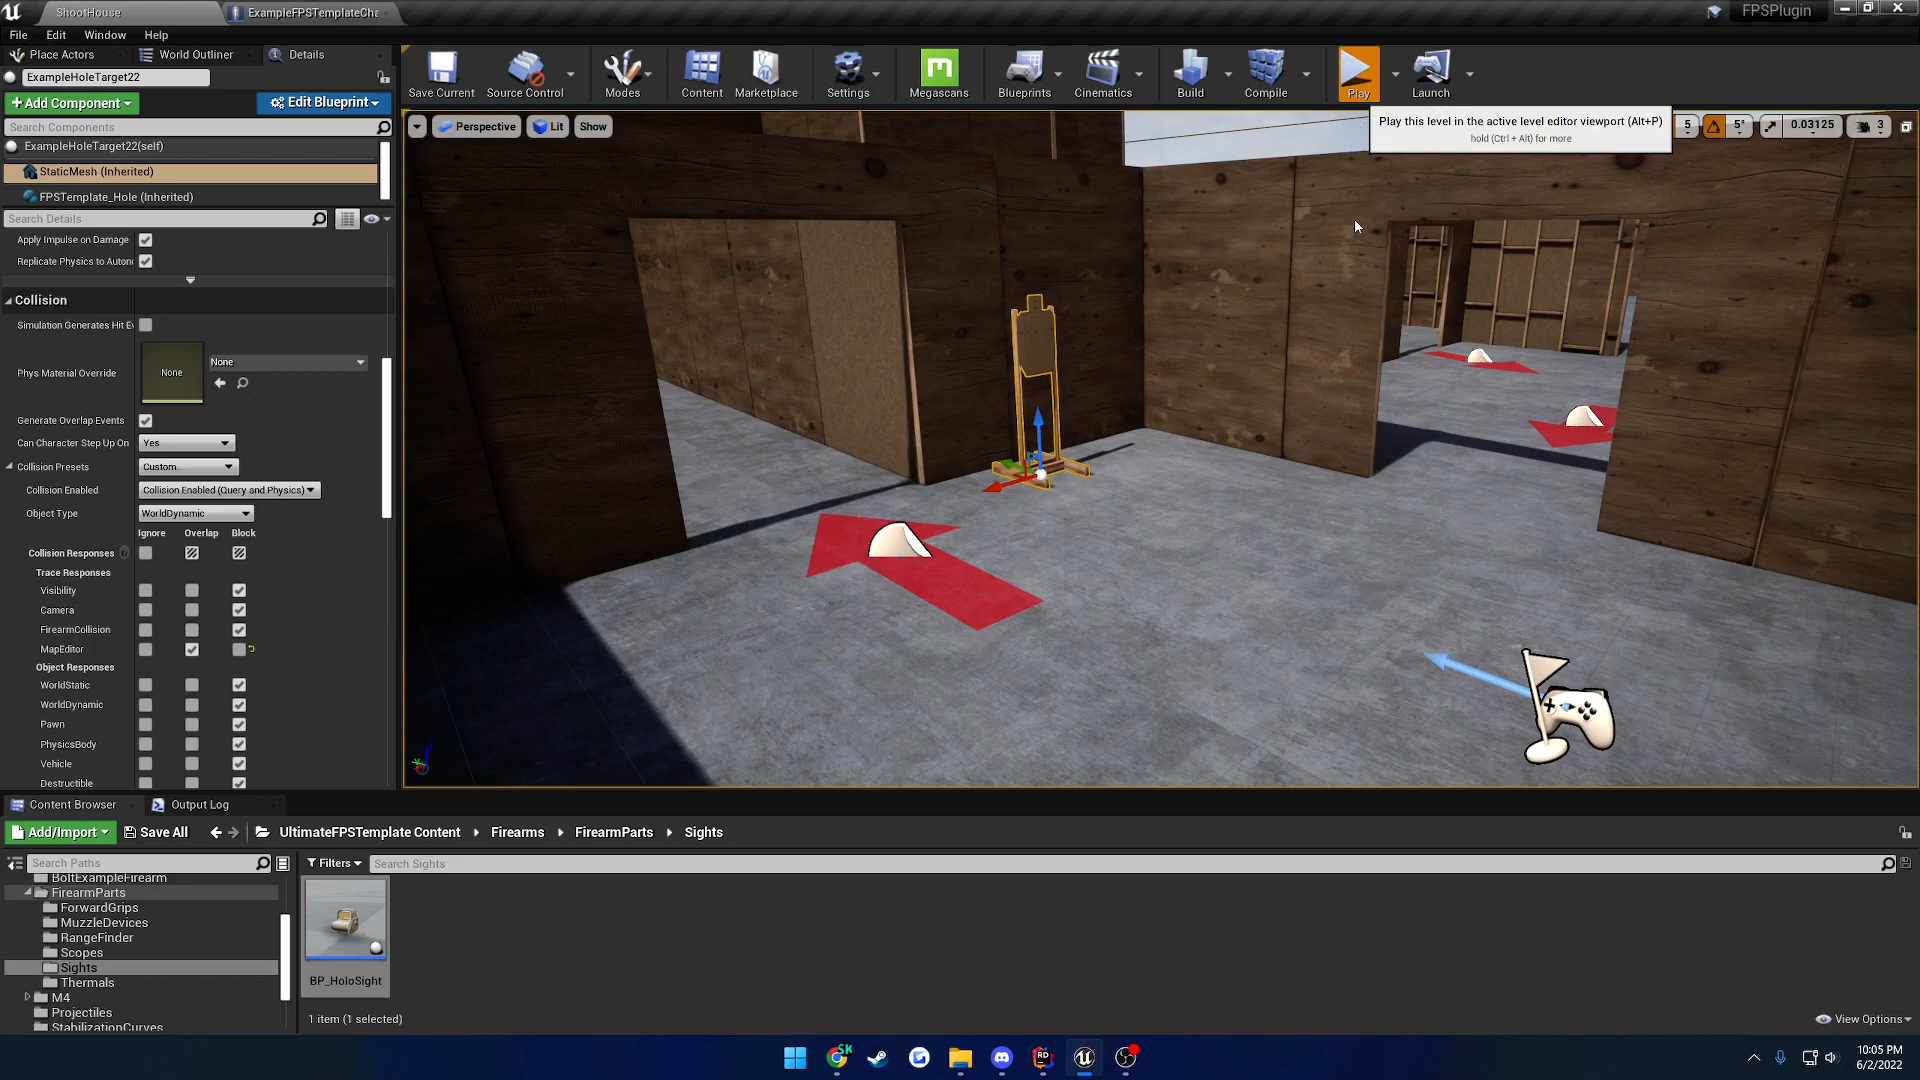 ShootHouse
ExampleFPSTemplateCha
FPSPlugin
File Edit Window Help
Place Actors
World Outliner
Details
ExampleHoleTarget22
+Add Component
Edit Blueprint
Search Components
ExampleHoleTarget22(self)
StaticMesh (Inherited)
FPSTemplate_Hole (Inherited)
Search Details
Apply Impulse on Damage
Replicate Physics to Autono
Collision
Simulation Generates Hit Ev
Phys Material Override
None
None
Generate Overlap Events
Can Character Step Up On
Yes
Collision Presets
Custom...
Collision Enabled
Collision Enabled (Query and Physics)
Object Type
WorldDynamic
Ignore Overlap Block
Collision Responses
Trace Responses
Visibility
Camera
FirearmCollision
MapEditor
Object Responses
WorldStatic
WorldDynamic
Pawn
PhysicsBody
Vehicle
Destructible
Save Current
Source Control
Modes
Content
Marketplace
Settings
Megascans
Blueprints
Cinematics
Build
Compile
Play
Launch
Perspective
Lit
Show
Play this level in the active level editor viewport (Alt+P)
hold (Ctrl + Alt) for more
5
5°
0.03125
3
Content Browser
Output Log
Add/Import
Save All
UltimateFPSTemplate Content
Firearms
FirearmParts
Sights
Search Paths
Filters
Search Sights
BoltExampleFirearm
FirearmParts
ForwardGrips
MuzzleDevices
RangeFinder
Scopes
Sights
Thermals
M4
Projectiles
StabilizationCurves
BP_HoloSight
1 item (1 selected)
View Options
SK
RD
10:05 PM
6/2/2022